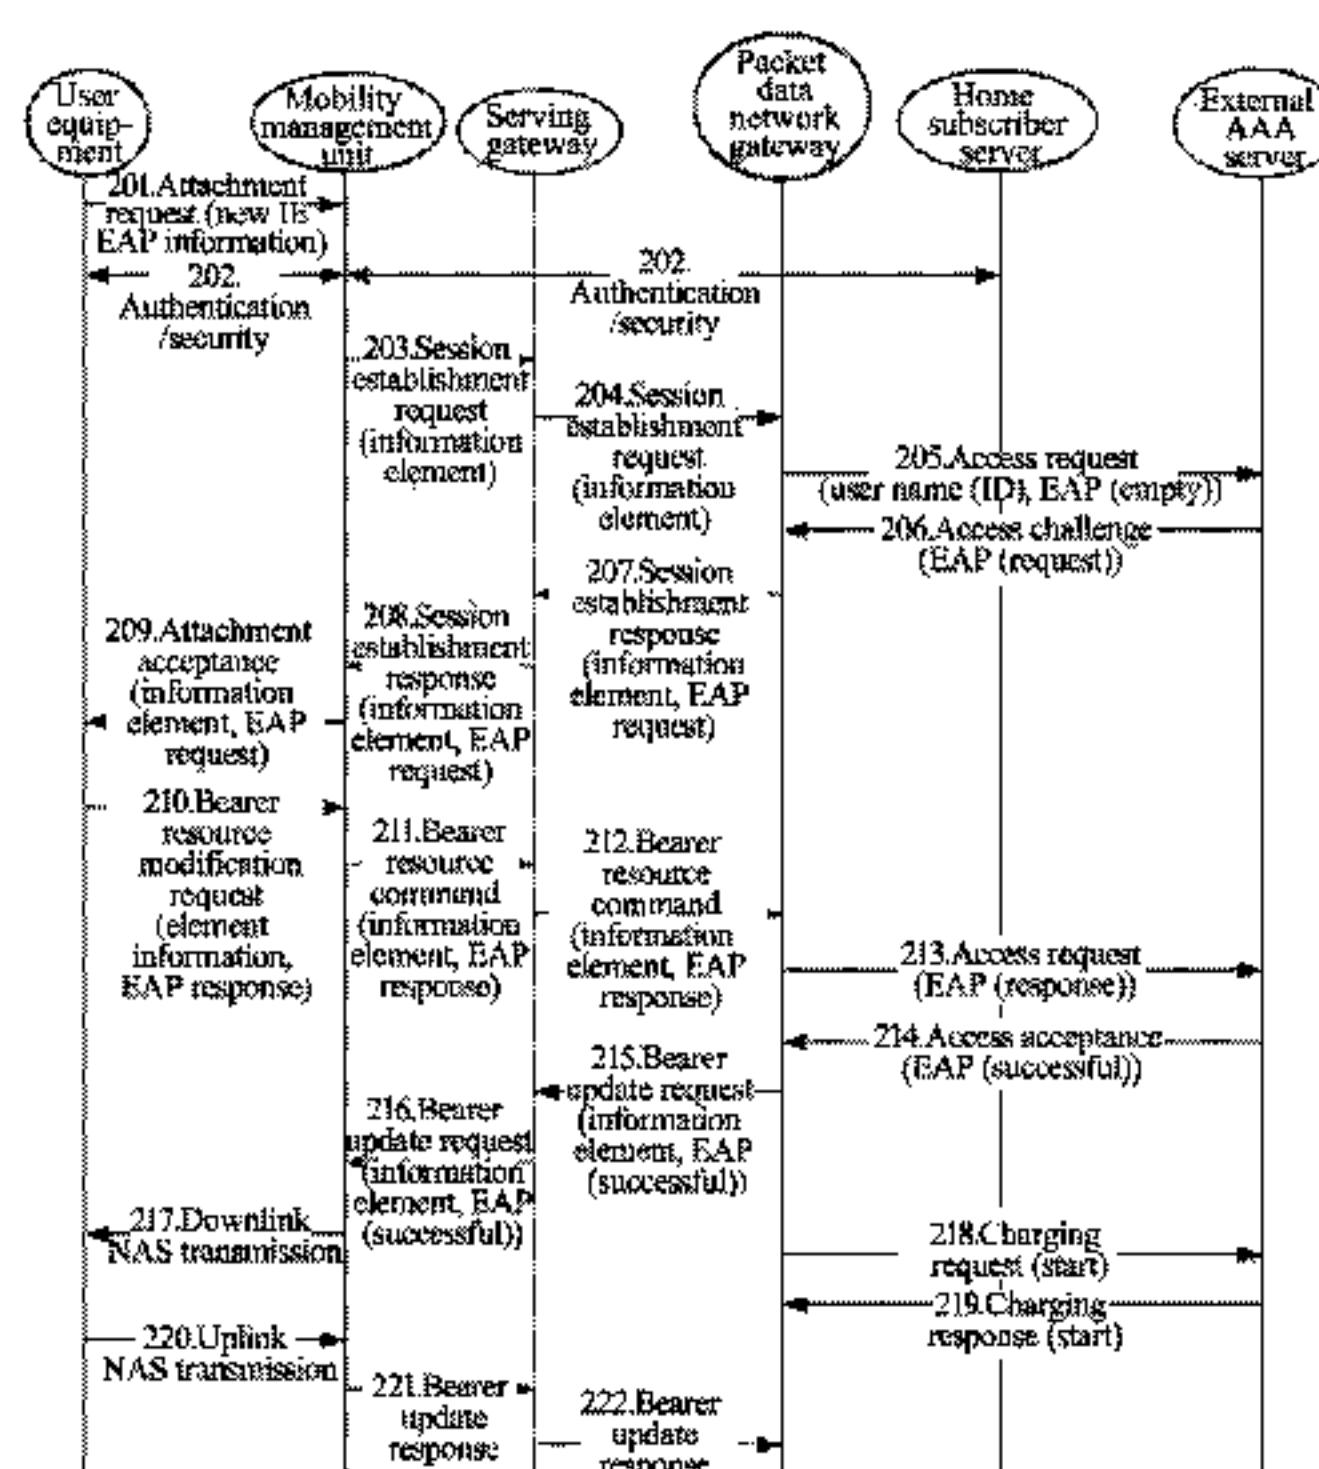 User
equip-
ment
Mobility
management
unit
Serving
gateway
Packet
data
network
gateway
Home
subscriber
server
External
AAA
server
201.Attachment
request (new IE
EAP information)
202.
Authentication
/security
202.
Authentication
/security
203.Session
establishment
request
(information
element)
204.Session
establishment
request
(information
element)
205.Access request
(user name (ID), EAP (empty))
206.Access challenge
(EAP (request))
207.Session
establishment
response
(information
element, EAP
request)
208.Session
establishment
response
(information
element, EAP
request)
209.Attachment
acceptance
(information
element, EAP
request)
210.Bearer
resource
modification
request
(element
information,
EAP response)
211.Bearer
resource
command
(information
element, EAP
response)
212.Bearer
resource
command
(information
element, EAP
response)
213.Access request
(EAP (response))
214.Access acceptance
(EAP (successful))
215.Bearer
update request
(information
element, EAP
(successful))
216.Bearer
update request
(information
element, EAP
(successful))
217.Downlink
NAS transmission
218.Charging
request (start)
219.Charging
response (start)
220.Uplink
NAS transmission
221.Bearer
update
response
222.Bearer
update
response